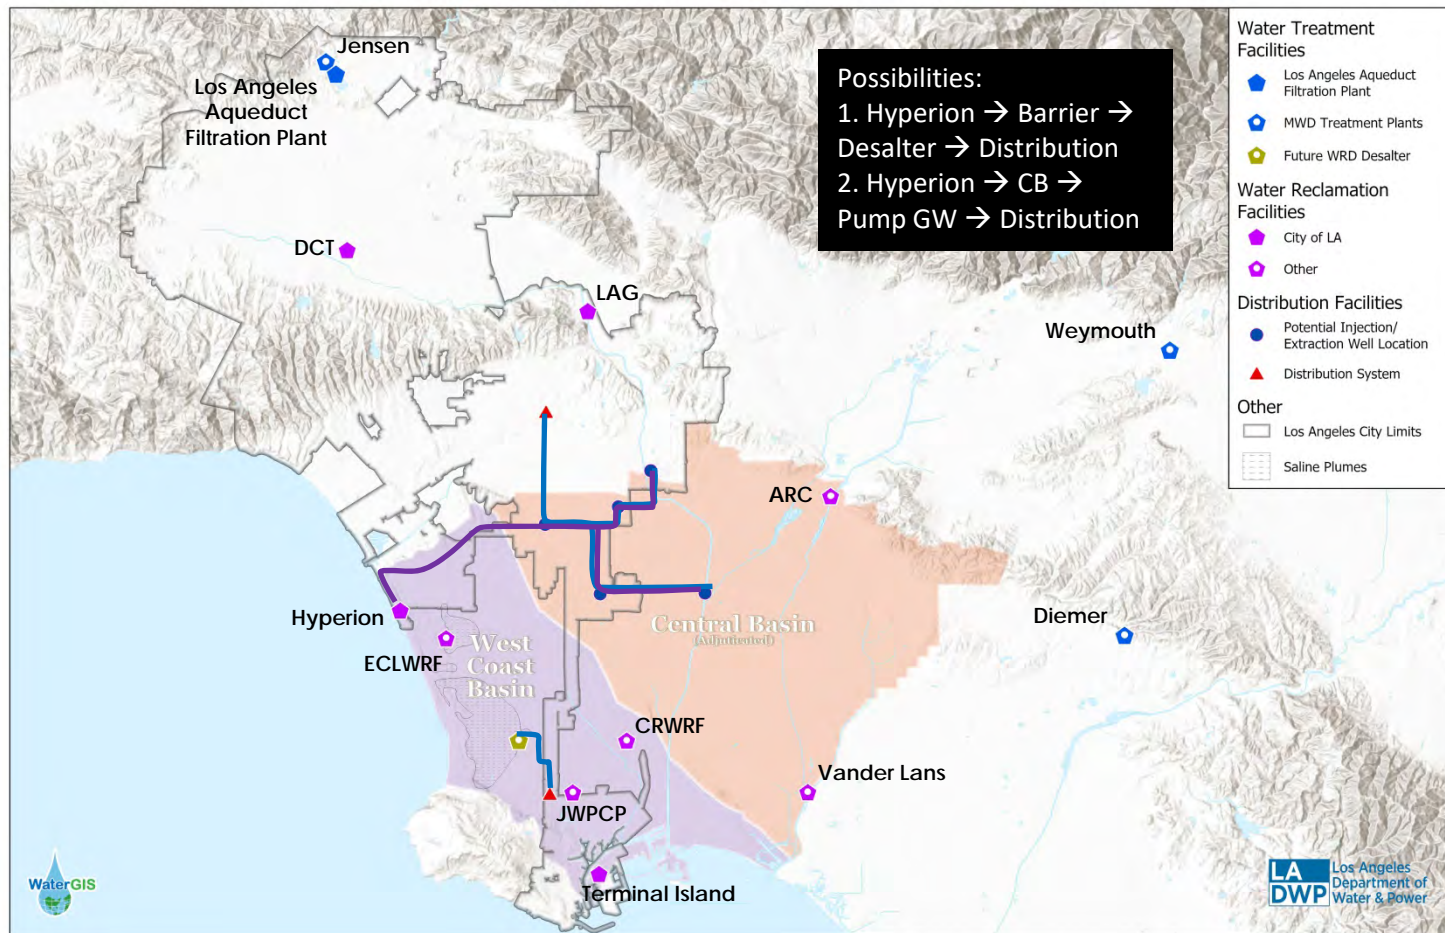 Jensen
Los Angeles
Aqueduct
Filtration Plant
Possibilities:
1. Hyperion → Barrier →
Desalter → Distribution
2. Hyperion → CB →
Pump GW → Distribution
Water Treatment
Facilities
Los Angeles Aqueduct
Filtration Plant
MWD Treatment Plants
Future WRD Desalter
Water Reclamation
Facilities
City of LA
Other
Distribution Facilities
Potential Injection/
Extraction Well Location
Distribution System
Other
Los Angeles City Limits
Saline Plumes
DCT
LAG
Weymouth
ARC
Hyperion
ECLWRF
West
Coast
Basin
Central Basin
(Adjudicated)
Diemer
CRWRF
Vander Lans
JWPCP
Terminal Island
WaterGIS
LA
DWP
Los Angeles
Department of
Water & Power